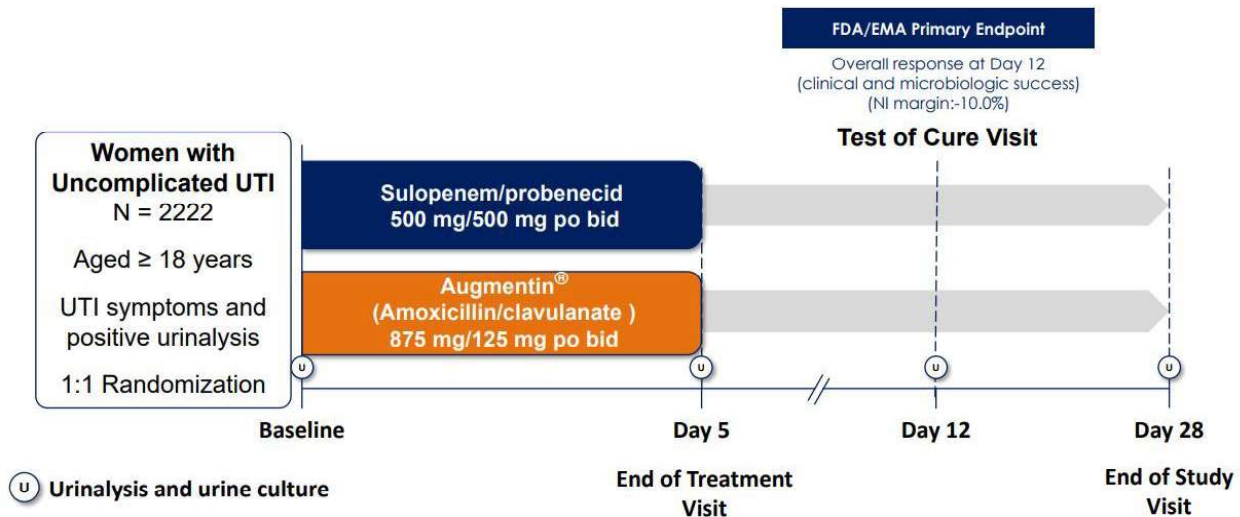 FDA/EMA Primary Endpoint
Overall response at Day 12
(clinical and microbiologic success)
(NI margin:-10.0%)
Test of Cure Visit
Women with
Uncomplicated UTI
N = 2222
Aged ≥ 18 years
UTI symptoms and
positive urinalysis
1:1 Randomization
Sulopenem/probenecid
500 mg/500 mg po bid
Augmentin®
(Amoxicillin/clavulanate )
875 mg/125 mg po bid
U
U
U
U
Baseline
Day 5
Day 12
Day 28
End of Treatment
Visit
End of Study
Visit
U Urinalysis and urine culture